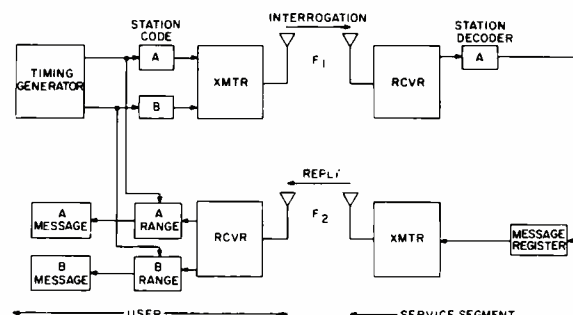 STATION
CODE
INTERROGATION
STATION
DECODER
TIMING
GENERATOR
A
B
XMTR
F1
RCVR
A
REPLY
F2
A
MESSAGE
A
RANGE
B
MESSAGE
B
RANGE
RCVR
XMTR
MESSAGE
REGISTER
USER
SERVICE SEGMENT